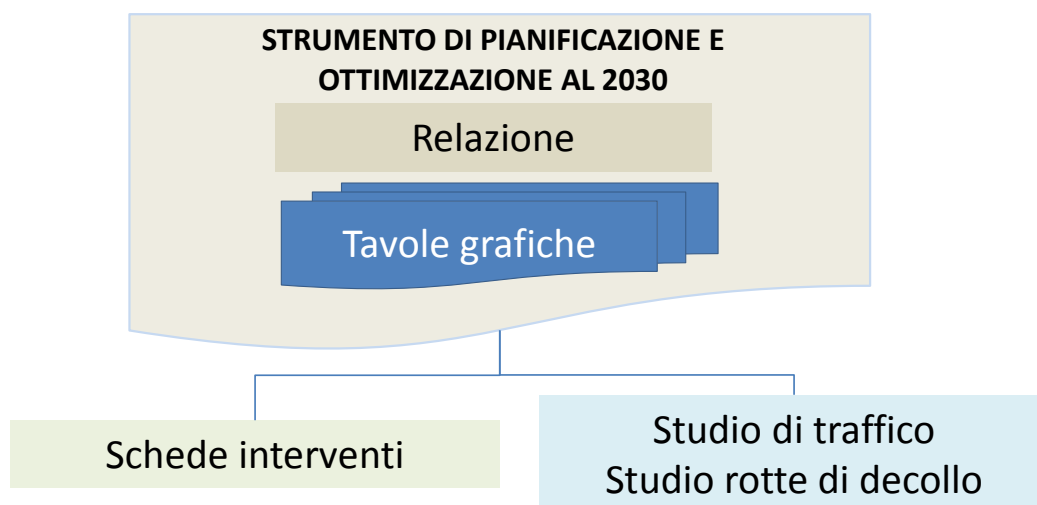 STRUMENTO DI PIANIFICAZIONE E
OTTIMIZZAZIONE AL 2030
Relazione
Tavole grafiche
Schede interventi
Studio di traffico
Studio rotte di decollo